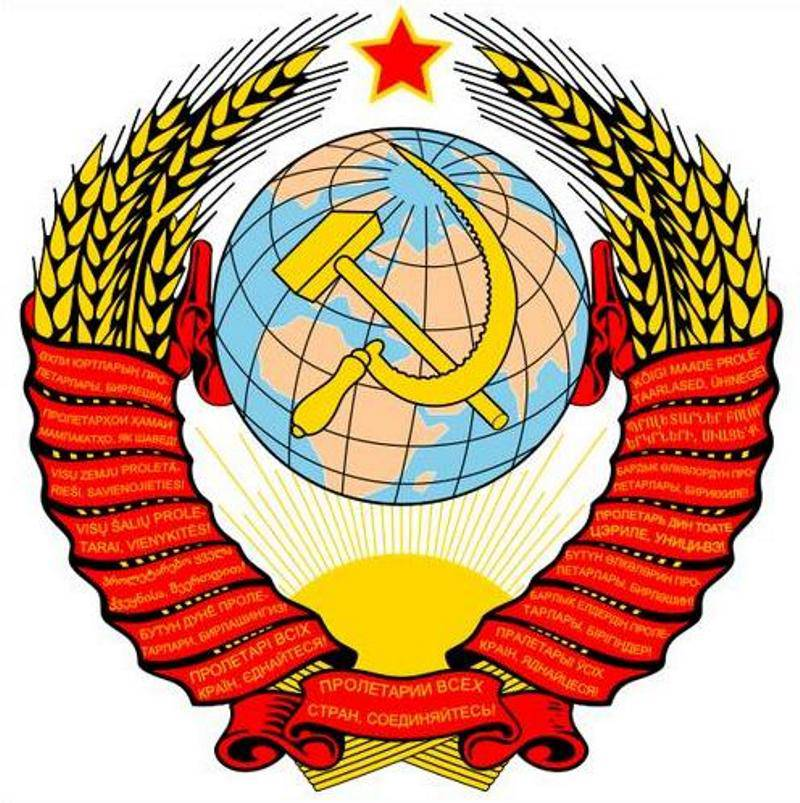 ӘХЛИ ЮРТЛАРЫҢ ПРО-
ЛЕТАРЛАРЫ, БИРЛЕШИҢ!
ПРОЛЕТАРХОИ ҲАМАИ
МАМЛАКАТҲО, ЯК ШАВЕД!
VISU ZEMJU PROLETĀ-
RIEŠI, SAVIENOJIETIES!
VISŲ ŠALIŲ PROLE-
TARAI, VIENYKITĖS!
პროლეტარებო ყველა
ქვეყნისა, შეერთდით!
БУТУН ДУНЁ ПРОЛЕ-
ТАРЛАРИ, БИРЛАШИНГИЗ!
ПРОЛЕТАРІ ВСІХ
КРАЇН, ЄДНАЙТЕСЯ!
ПРОЛЕТАРИИ ВСЕХ
СТРАН, СОЕДИНЯЙТЕСЬ!
KÕIGI MAADE PROLE-
TAARLASED, ÜHINEGE!
ՊՐՈԼԵՏԱՐՆԵՐ ԲՈԼՈՐ
ԵՐԿՐՆԵՐԻ, ՄԻԱՑԵՔ
БАРДЫК ӨЛКӨЛӨРДҮН ПРО-
ЛЕТАРЛАРЫ, БИРИККИЛЕ!
ПРОЛЕТАРЬ ДИН ТОАТЕ
ЦЭРИЛЕ, УНИЦИ-ВЭ!
БҮТҮН ӨЛКӘЛӘРИН ПРО-
ЛЕТАРЛАРЫ, БИРЛӘШИН!
БАРЛЫҚ ЕЛДЕРДІҢ ПРОЛЕ-
ТАРЛАРЫ, БІРІГІҢДЕР!
ПРАЛЕТАРЫІ ЎСІХ
КРАІН, ЯДНАЙЦЕСЯ!